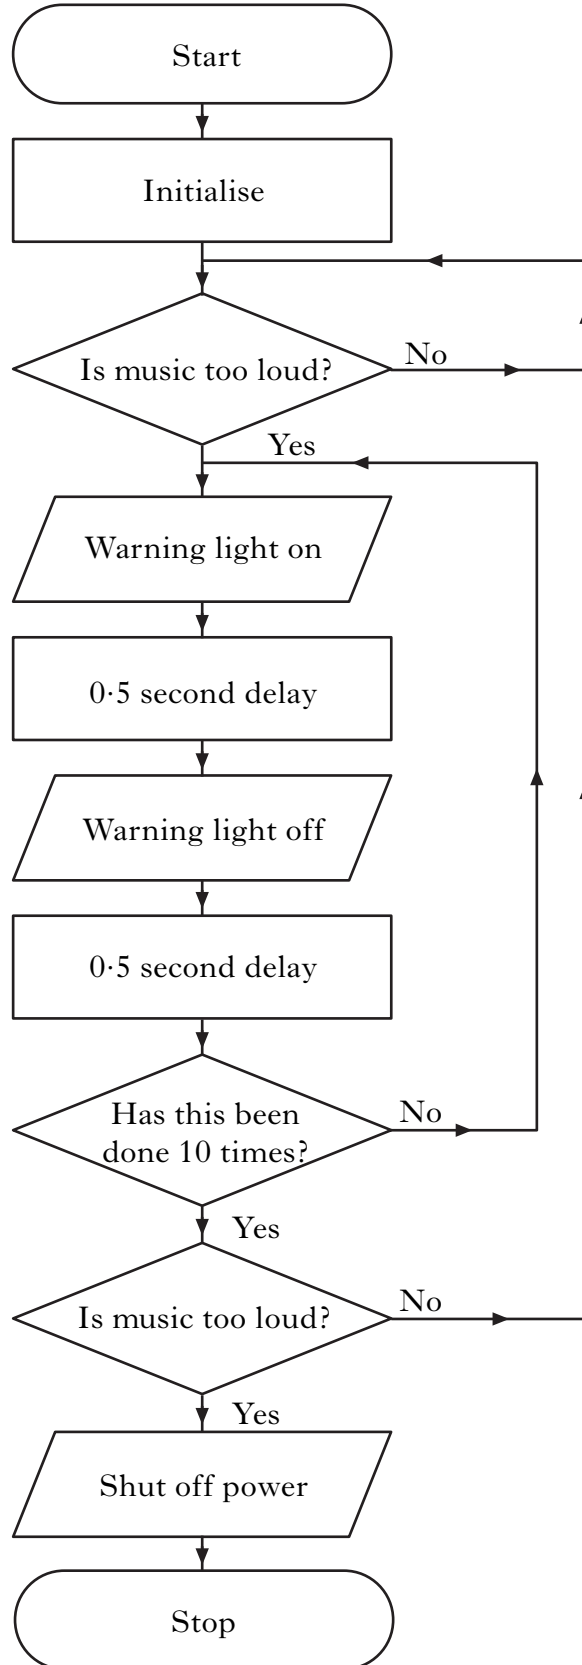 Start
Initialise
Is music too loud?
No
Yes
Warning light on
0·5 second delay
Warning light off
0·5 second delay
Has this been
done 10 times?
No
Yes
Is music too loud?
No
Yes
Shut off power
Stop